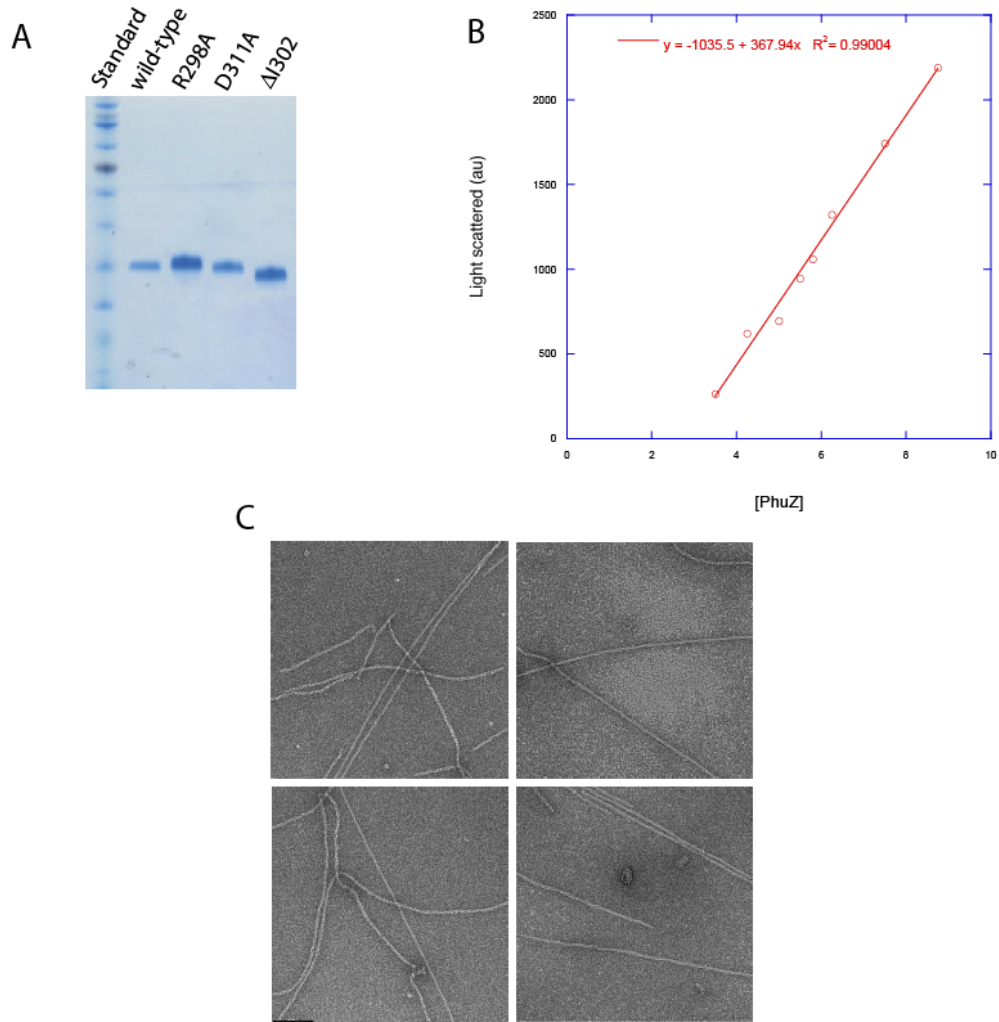 A
Standard
wild-type
R298A
D311A
ΔI302
B
2500
2000
1500
1000
500
0
Light scattered (au)
y = -1035.5 + 367.94x R²= 0.99004
0 2 4 6 8 10
[PhuZ]
C